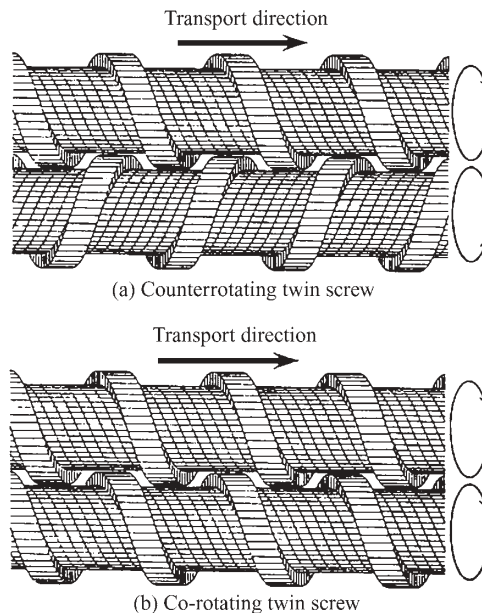 Transport direction
(a) Counterrotating twin screw
Transport direction
(b) Co-rotating twin screw